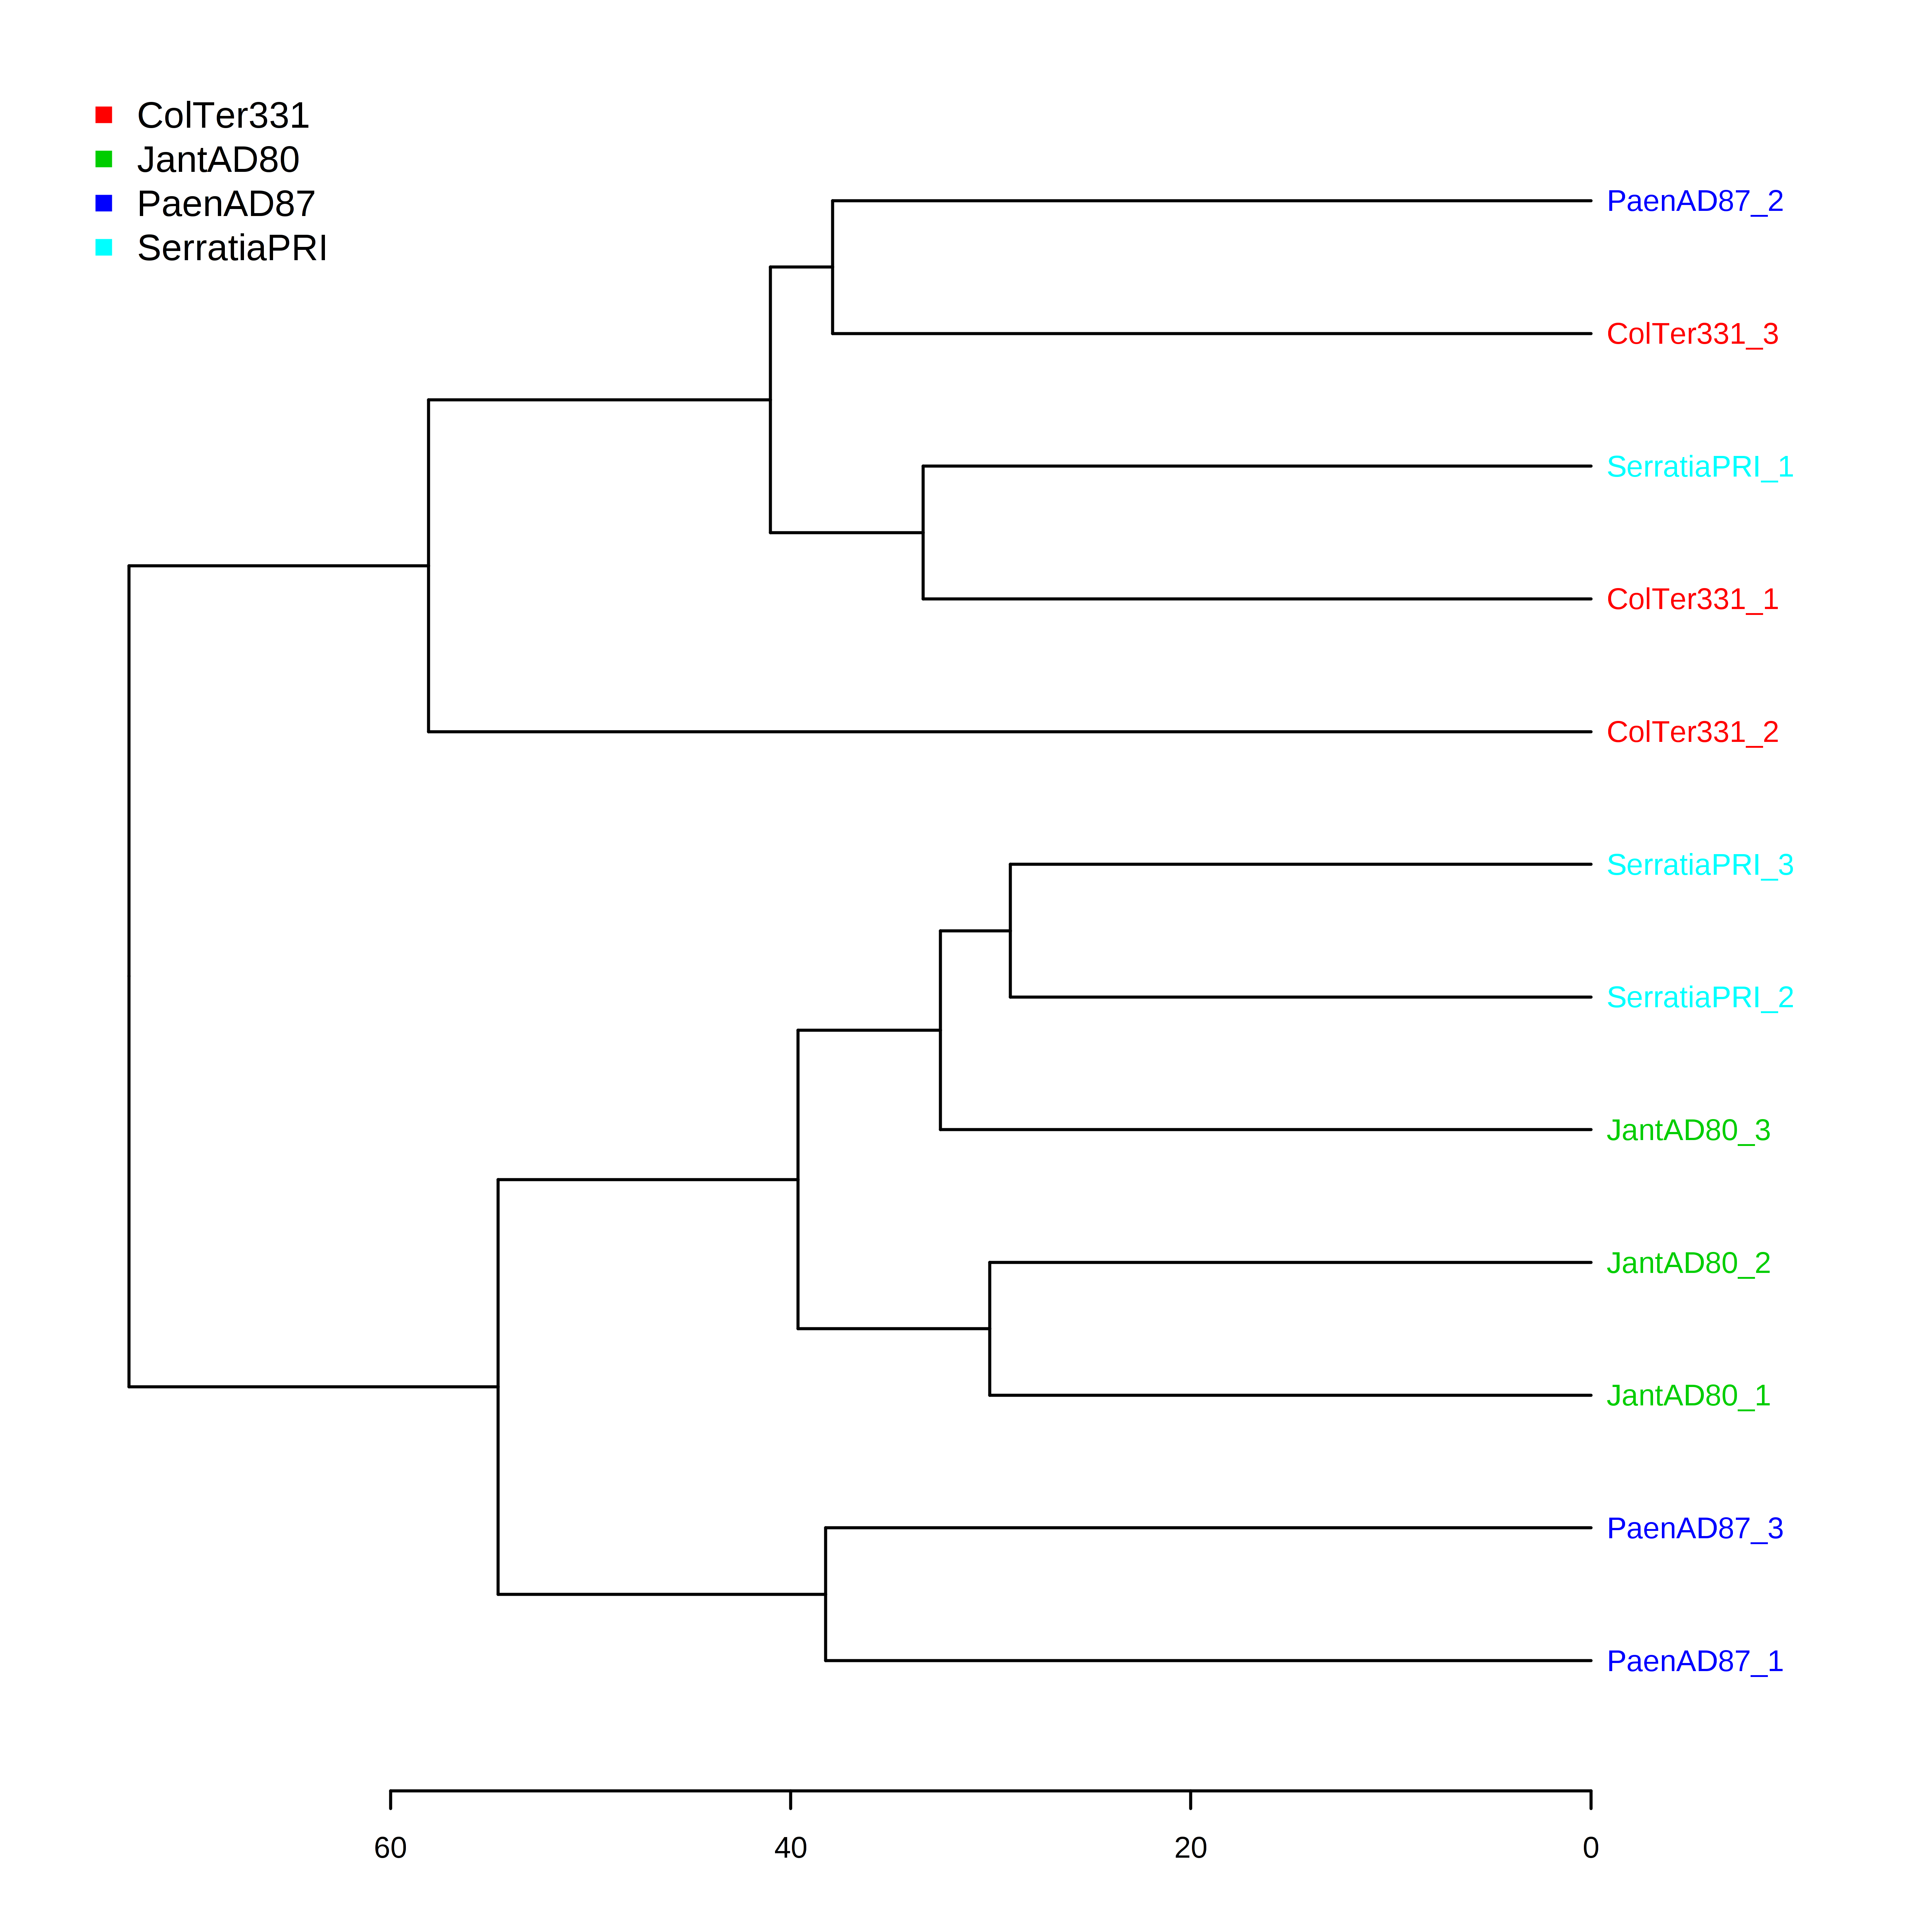 ColTer331
JantAD80
PaenAD87
SerratiaPRI
PaenAD87_2
ColTer331_3
SerratiaPRI_1
ColTer331_1
ColTer331_2
SerratiaPRI_3
SerratiaPRI_2
JantAD80_3
JantAD80_2
JantAD80_1
PaenAD87_3
PaenAD87_1
60 40 20 0